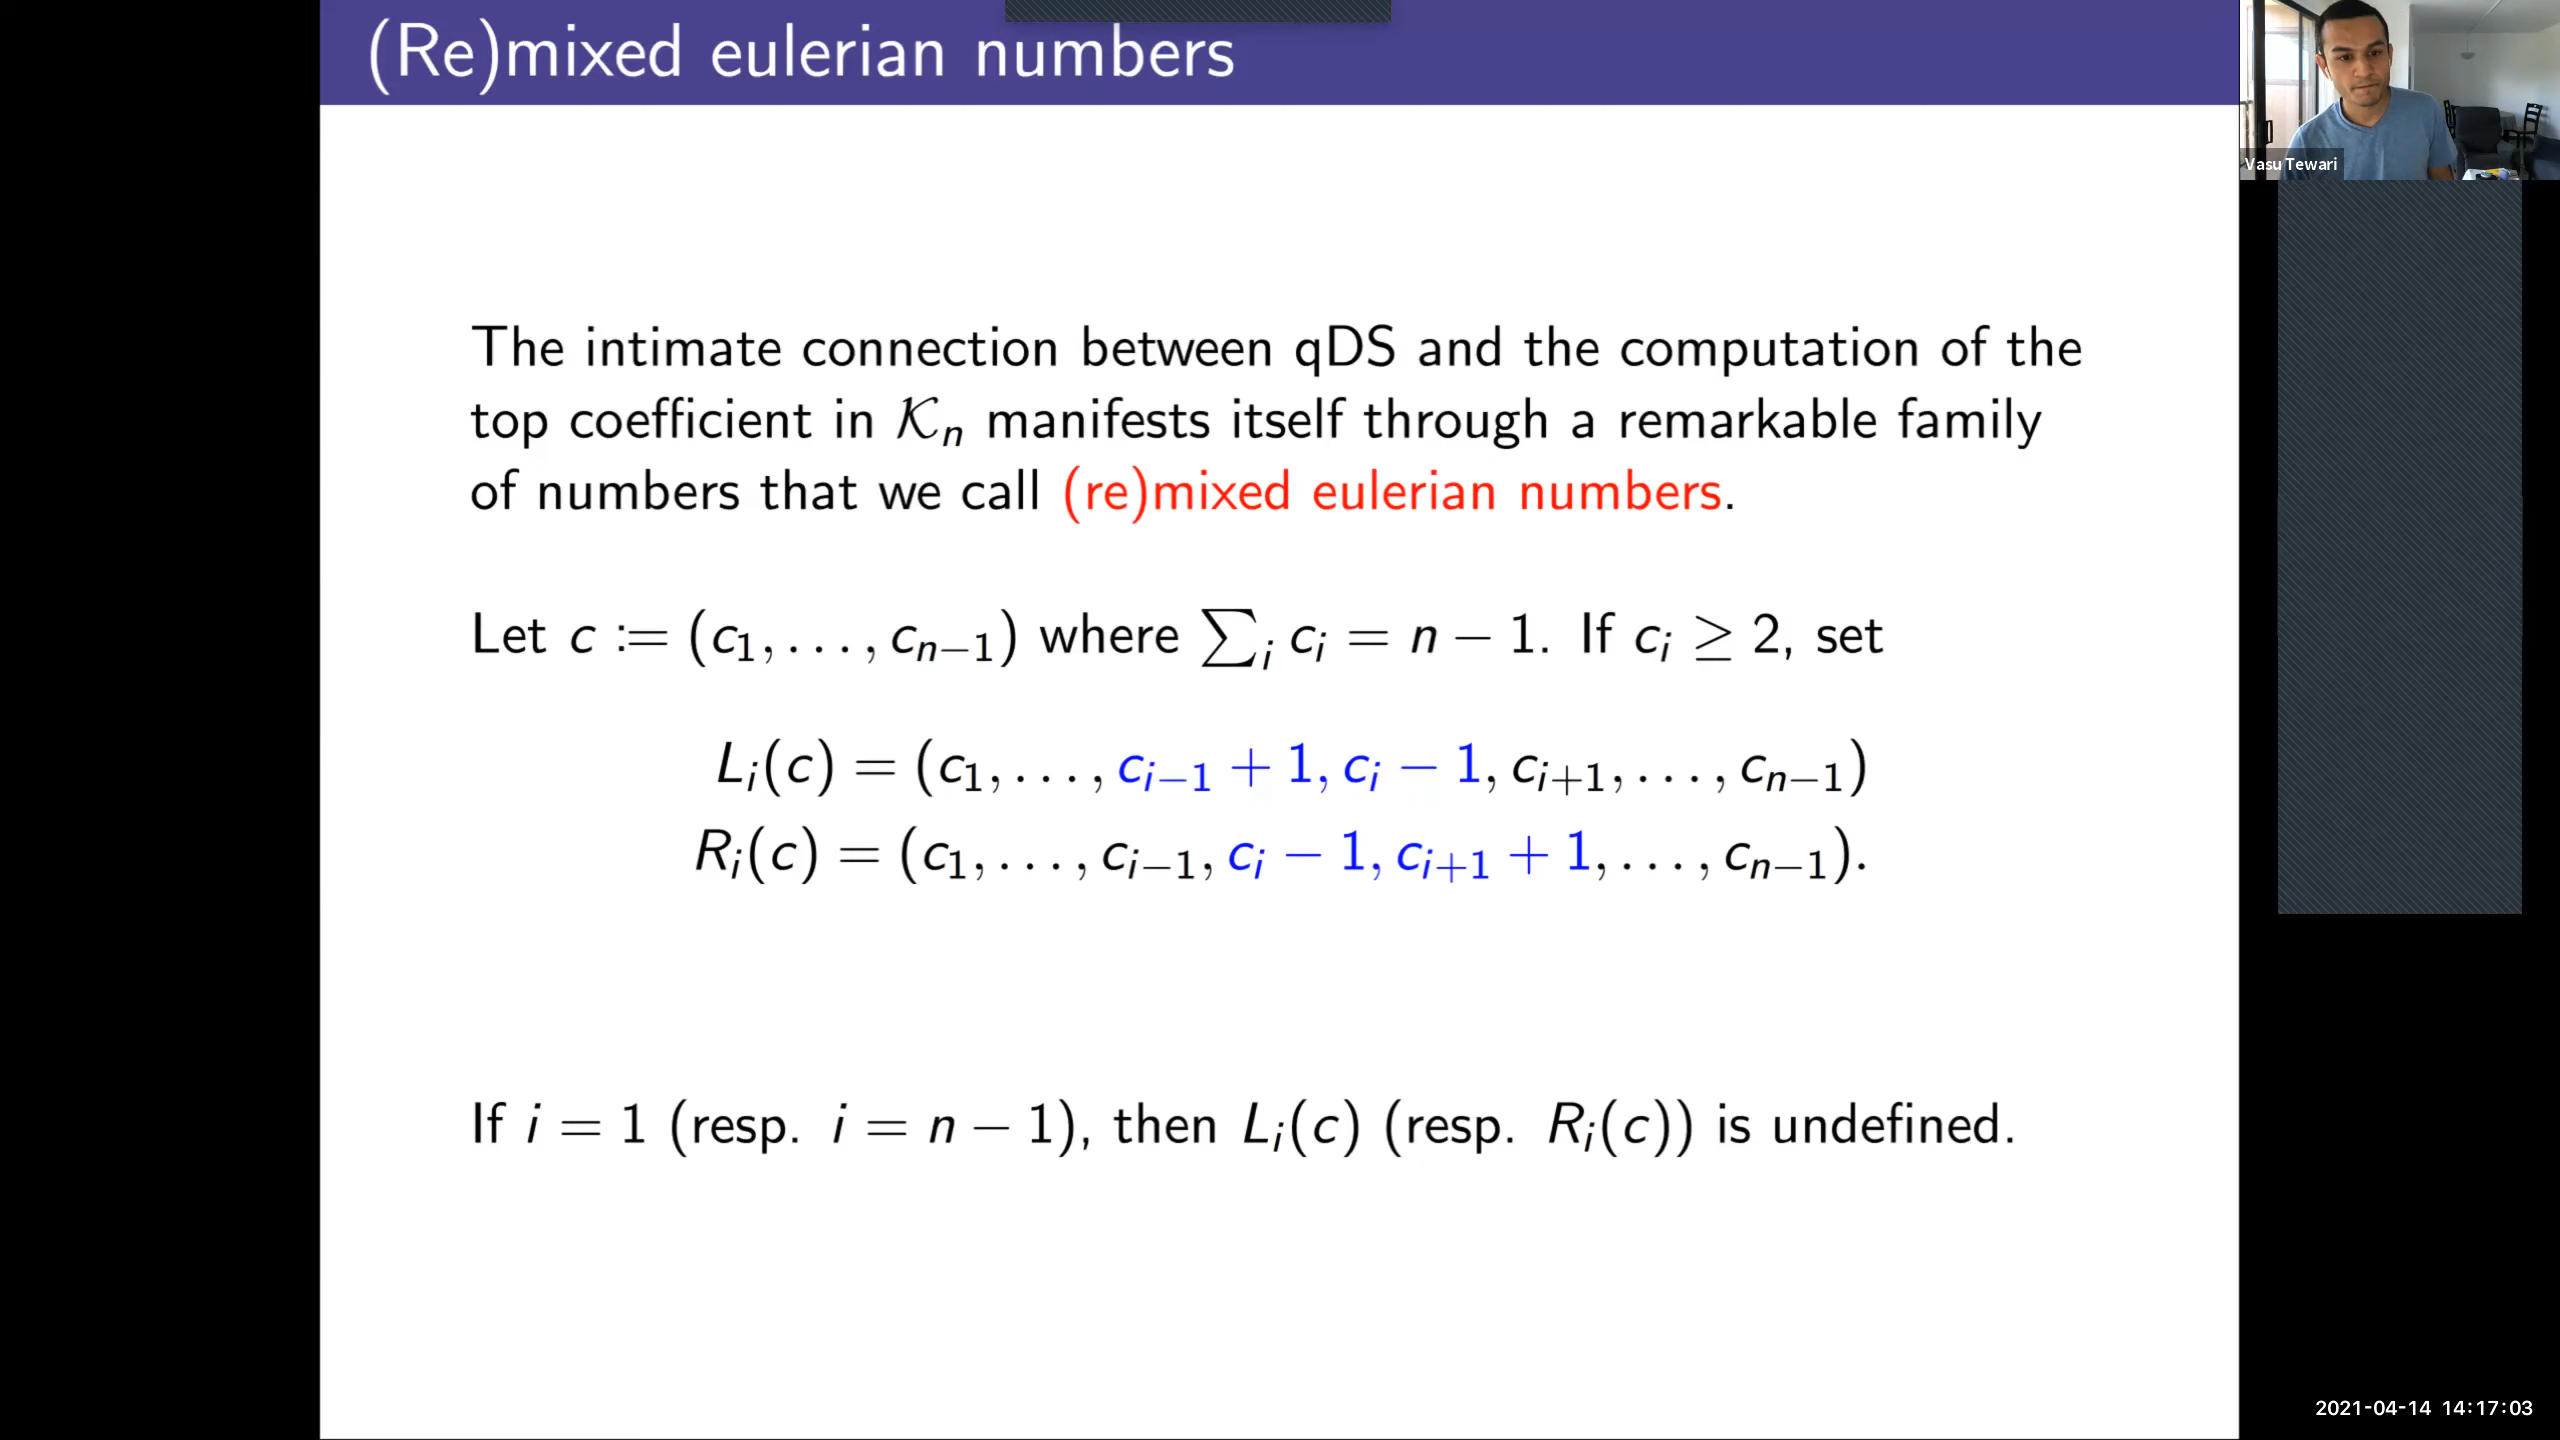 (Re)mixed eulerian numbers
Vasu Tewari
The intimate connection between qDS and the computation of the
top coefficient in 𝒦ₙ manifests itself through a remarkable family
of numbers that we call (re)mixed eulerian numbers.
Let c := (c₁, . . . , cₙ₋₁) where ∑ᵢ cᵢ = n − 1. If cᵢ ≥ 2, set
Lᵢ(c) = (c₁, . . . , cᵢ₋₁ + 1, cᵢ − 1, cᵢ₊₁, . . . , cₙ₋₁)
Rᵢ(c) = (c₁, . . . , cᵢ₋₁, cᵢ − 1, cᵢ₊₁ + 1, . . . , cₙ₋₁).
If i = 1 (resp. i = n − 1), then Lᵢ(c) (resp. Rᵢ(c)) is undefined.
2021-04-14 14:17:03